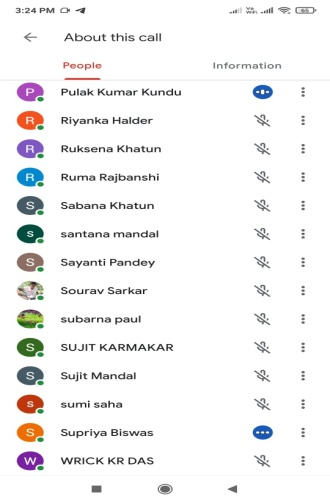 3:24 PM
Vo WiFi
65
About this call
People
Information
P
Pulak Kumar Kundu
R
Riyanka Halder
R
Ruksena Khatun
R
Ruma Rajbanshi
S
Sabana Khatun
s
santana mandal
S
Sayanti Pandey
Sourav Sarkar
subarna paul
S
SUJIT KARMAKAR
S
Sujit Mandal
s
sumi saha
S
Supriya Biswas
W
WRICK KR DAS